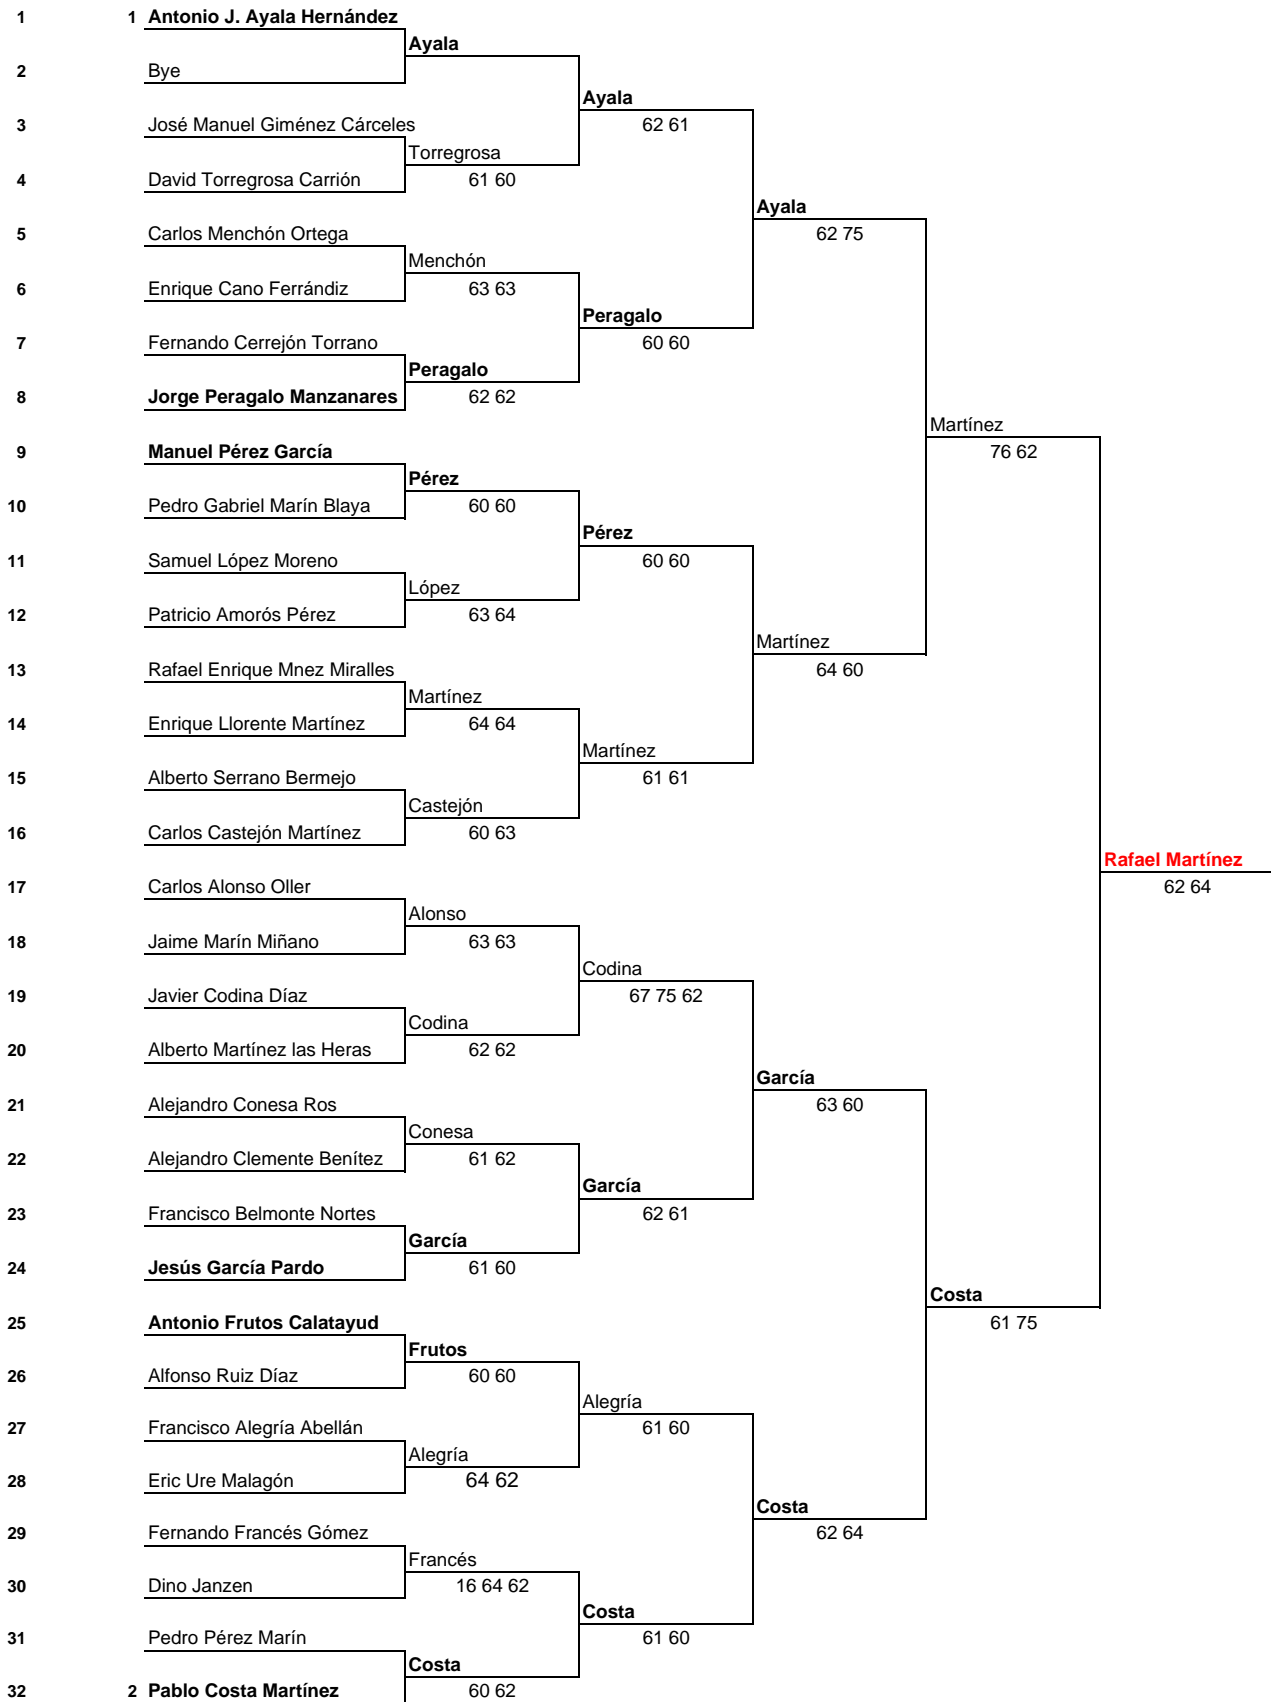 1 1 Antonio J. Ayala Hernández
Ayala
2 Bye
Ayala
3 José Manuel Giménez Cárceles 62 61
Torregrosa
4 David Torregrosa Carrión 61 60
Ayala
5 Carlos Menchón Ortega 62 75
Menchón
6 Enrique Cano Ferrándiz 63 63
Peragalo
7 Fernando Cerrejón Torrano 60 60
Peragalo
8 Jorge Peragalo Manzanares 62 62
Martínez
9 Manuel Pérez García 76 62
Pérez
10 Pedro Gabriel Marín Blaya 60 60
Pérez
11 Samuel López Moreno 60 60
López
12 Patricio Amorós Pérez 63 64
Martínez
13 Rafael Enrique Mnez Miralles 64 60
Martínez
14 Enrique Llorente Martínez 64 64
Martínez
15 Alberto Serrano Bermejo 61 61
Castejón
16 Carlos Castejón Martínez 60 63
Rafael Martínez
17 Carlos Alonso Oller 62 64
Alonso
18 Jaime Marín Miñano 63 63
Codina
19 Javier Codina Díaz 67 75 62
Codina
20 Alberto Martínez las Heras 62 62
García
21 Alejandro Conesa Ros 63 60
Conesa
22 Alejandro Clemente Benítez 61 62
García
23 Francisco Belmonte Nortes 62 61
García
24 Jesús García Pardo 61 60
Costa
25 Antonio Frutos Calatayud 61 75
Frutos
26 Alfonso Ruiz Díaz 60 60
Alegría
27 Francisco Alegría Abellán 61 60
Alegría
28 Eric Ure Malagón 64 62
Costa
29 Fernando Francés Gómez 62 64
Francés
30 Dino Janzen 16 64 62
Costa
31 Pedro Pérez Marín 61 60
Costa
32 2 Pablo Costa Martínez 60 62